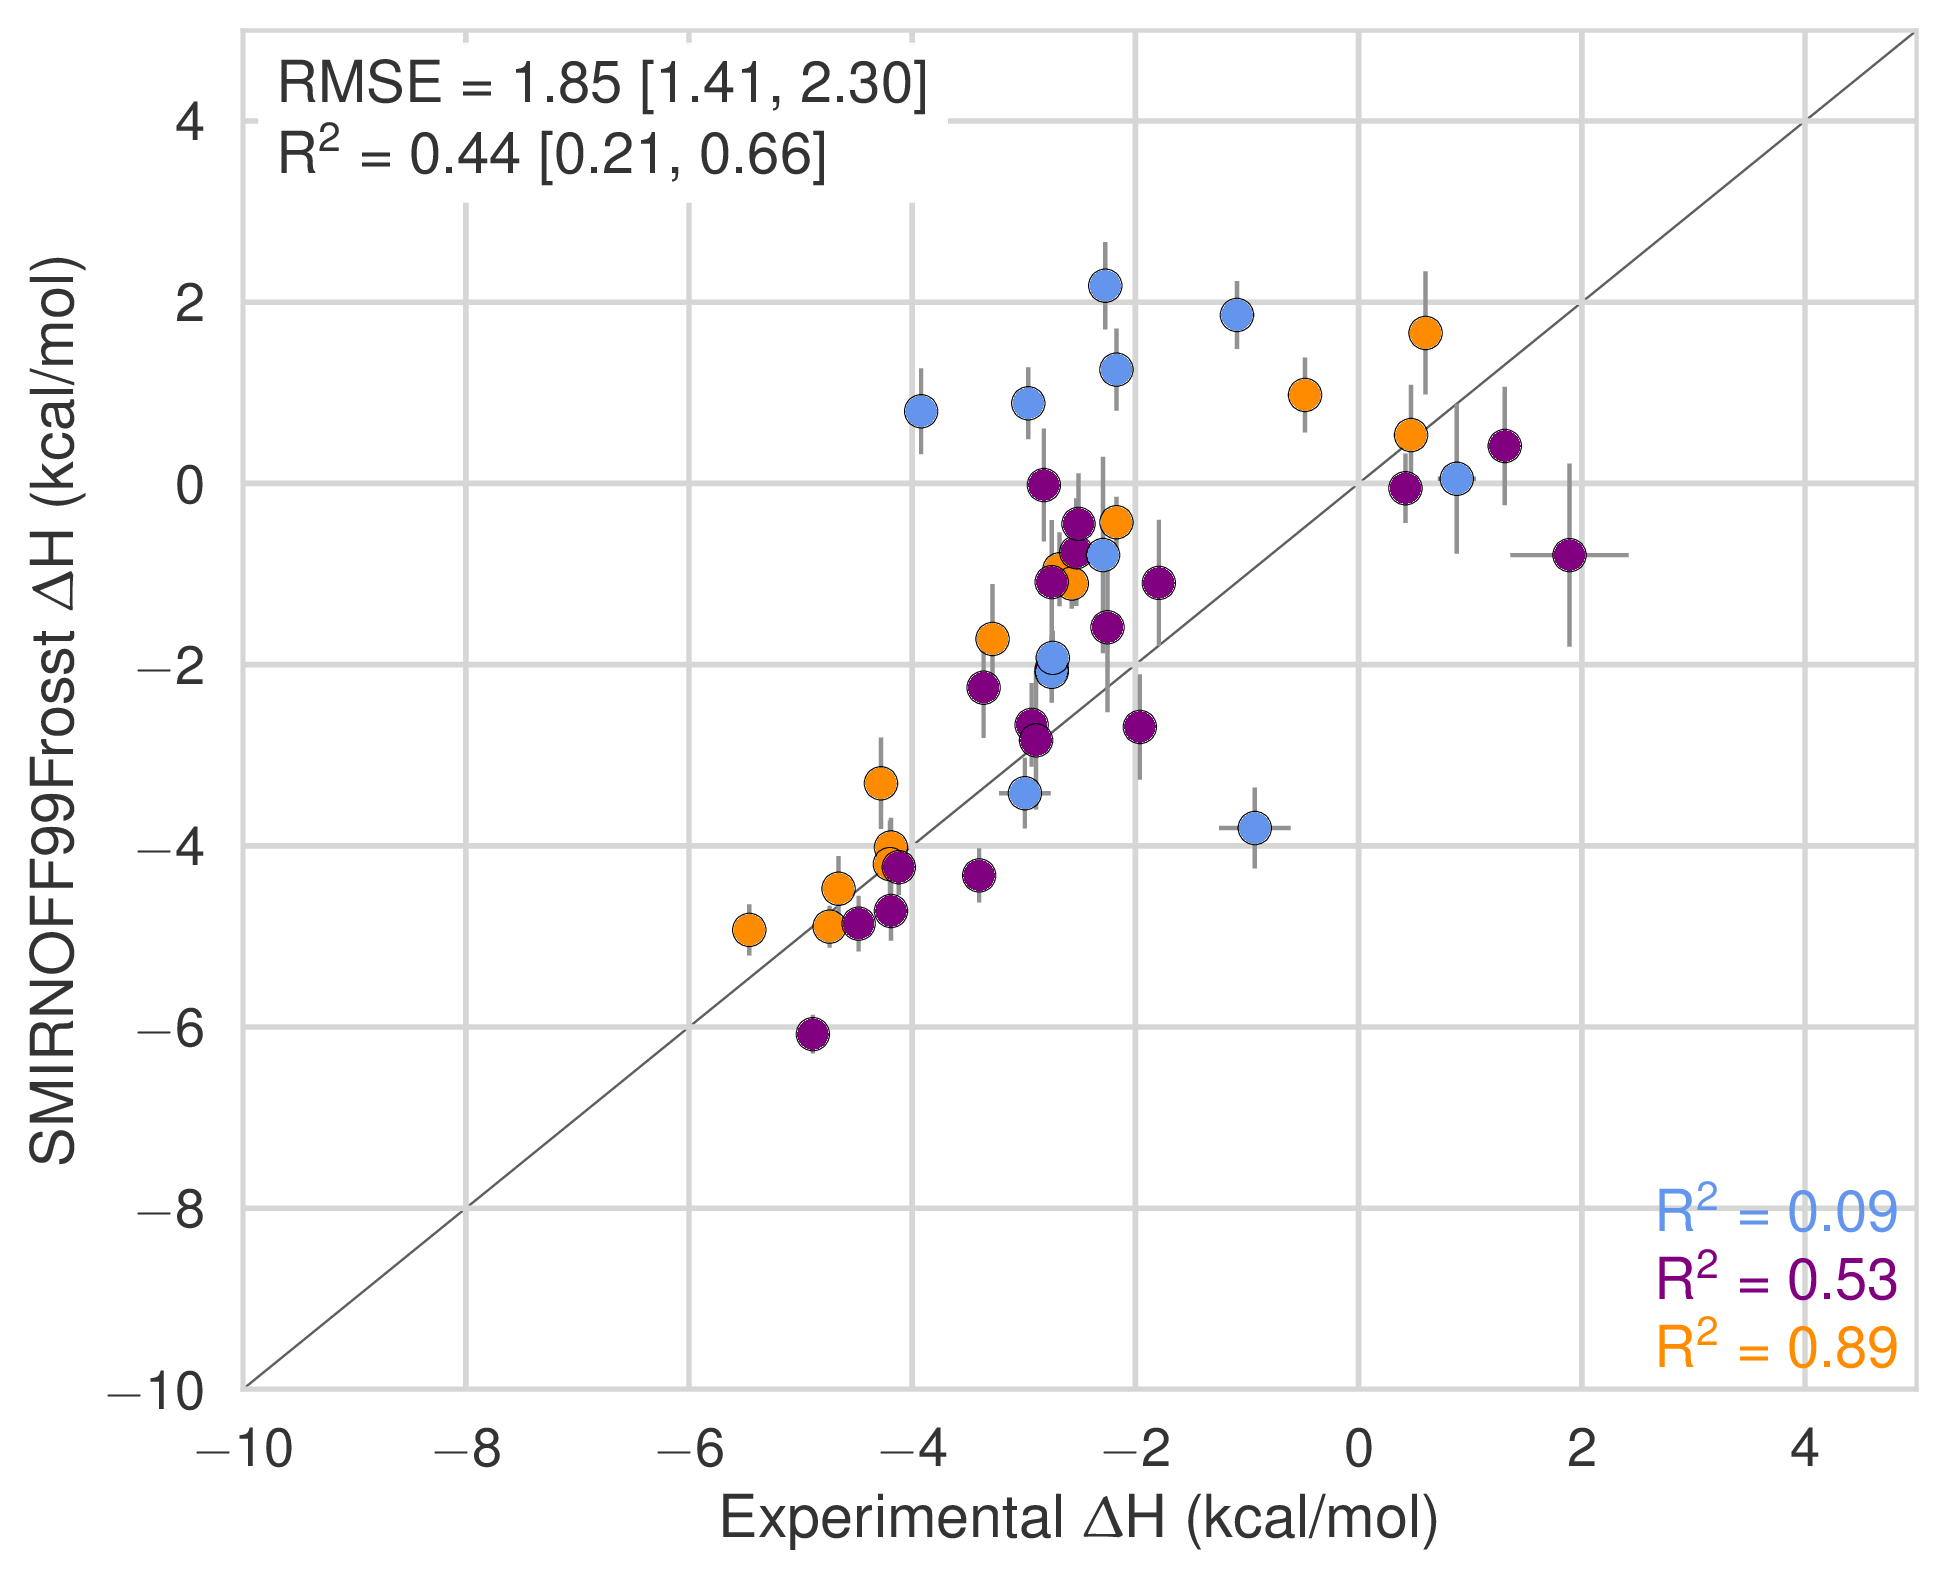 RMSE = 1.85 [1.41, 2.30]
R² = 0.44 [0.21, 0.66]
SMIRNOFF99Frosst ΔH (kcal/mol)
4
2
0
−2
−4
−6
−8
−10
R² = 0.09
R² = 0.53
R² = 0.89
−10 −8 −6 −4 −2 0 2 4
Experimental ΔH (kcal/mol)